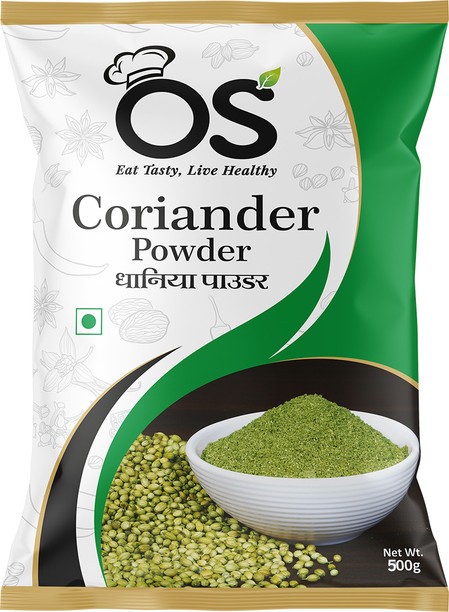 OS
Eat Tasty, Live Healthy
Coriander
Powder
धानिया पाउडर
Net Wt.
500g